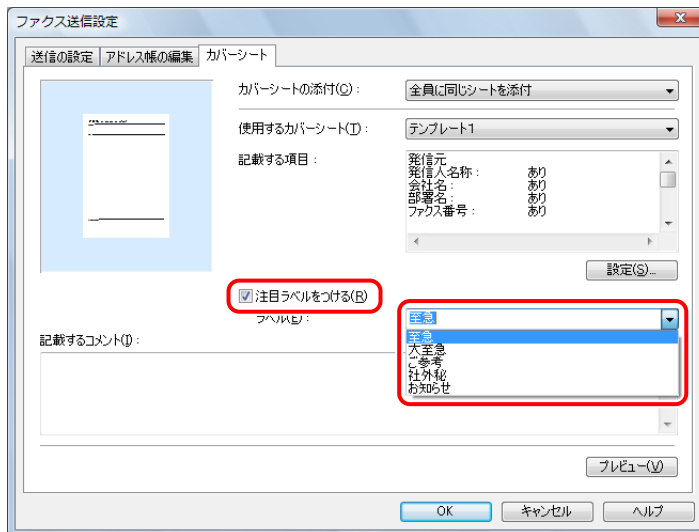 ファクス送信設定
送信の設定 アドレス帳の編集 カバーシート
カバーシートの添付(C)： 全員に同じシートを添付
使用するカバーシート(T)： テンプレート1
記載する項目： 発信元
発信人名称： あり
会社名： あり
部署名： あり
ファクス番号： あり
設定(S)...
注目ラベルをつける(R)
ラベル(E)： 至急
至急
大至急
ご参考
社外秘
お知らせ
記載するコメント(I)：
プレビュー(V)
OK キャンセル ヘルプ